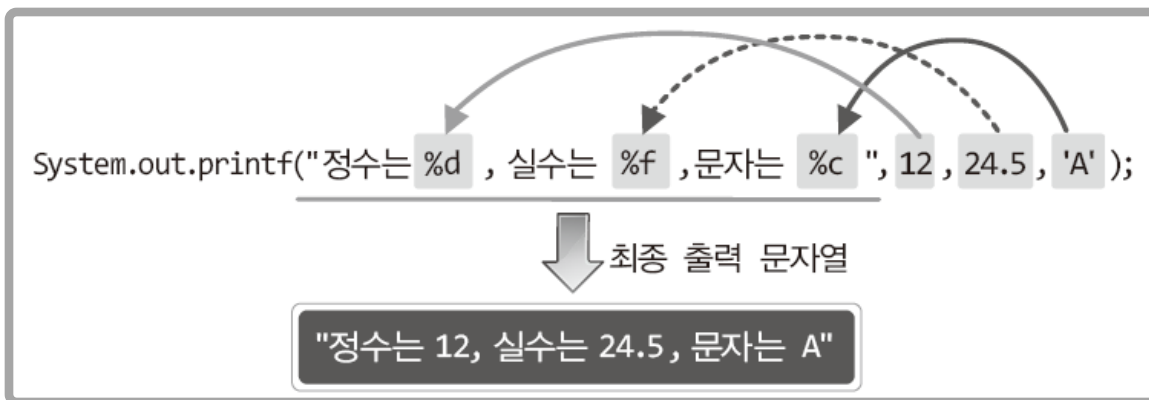 System.out.printf("정수는 %d , 실수는 %f ,문자는 %c ", 12 , 24.5 , 'A' );
최종 출력 문자열
"정수는 12, 실수는 24.5, 문자는 A"